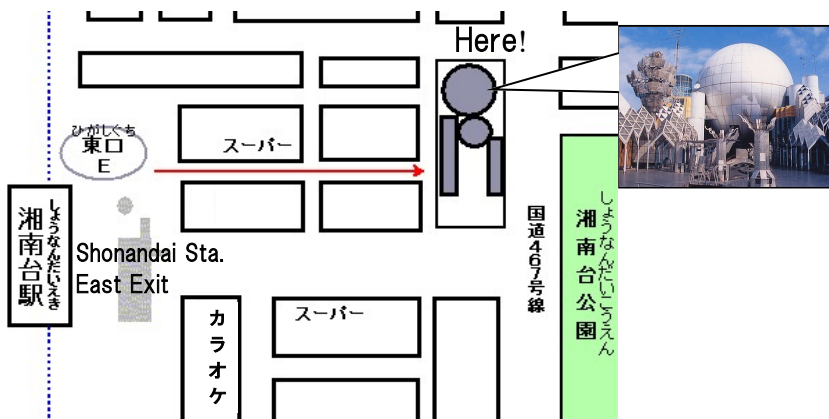 Here!
ひがしぐち
東口
E
スーパー
しょうなんだいえき
湘南台駅
Shonandai Sta.
East Exit
カラオケ
スーパー
国道467号線
しょうなんだいこうえん
湘南台公園